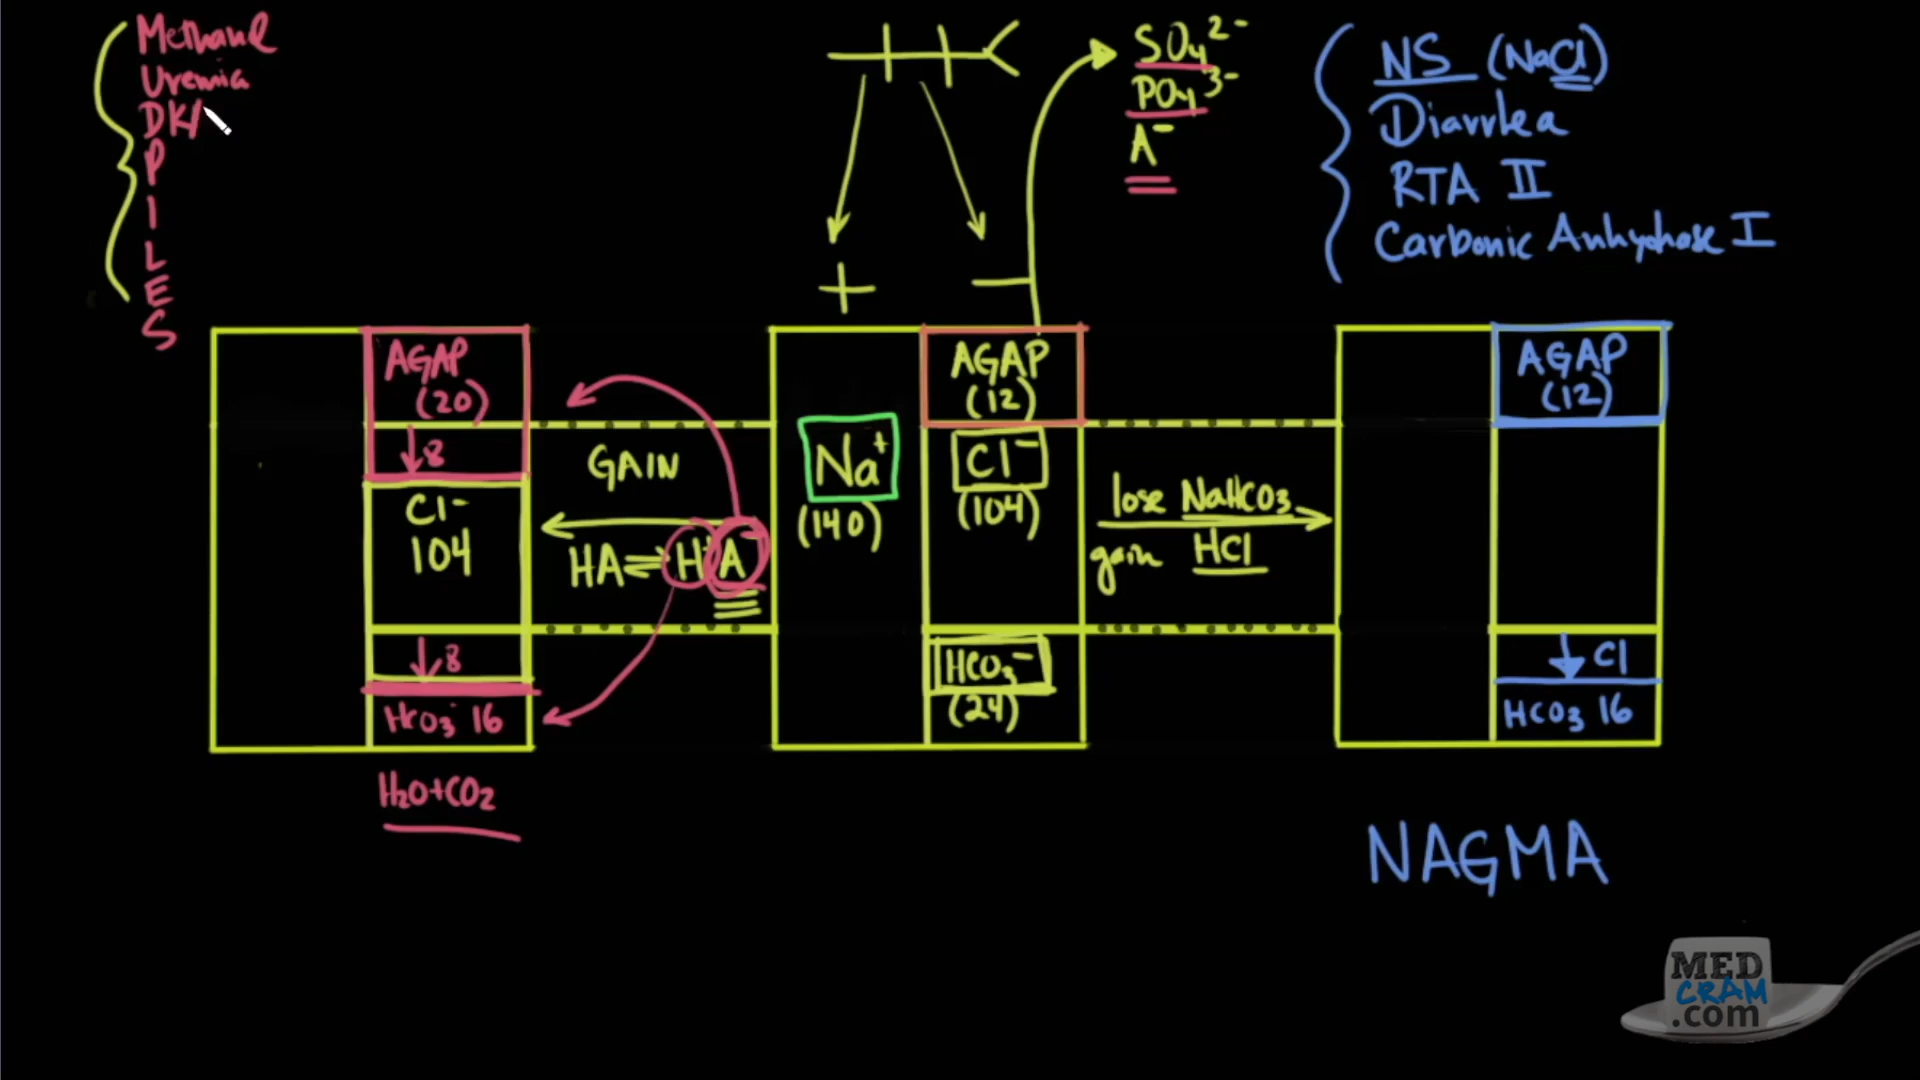 Methanol
Uremia
DKA
P
I
L
E
S
SO4 2-
PO4 3-
A-
NS (NaCl)
Diarrhea
RTA II
Carbonic Anhydrase I
+ −
AGAP
(20)
↓8
Cl-
104
↓8
HCO3- 16
H2O+CO2
GAIN
HA⇌H+A-
Na+
(140)
AGAP
(12)
Cl-
(104)
HCO3-
(24)
lose NaHCO3
gain HCl
AGAP
(12)
↓ Cl
HCO3 16
NAGMA
MED
CRAM
.com